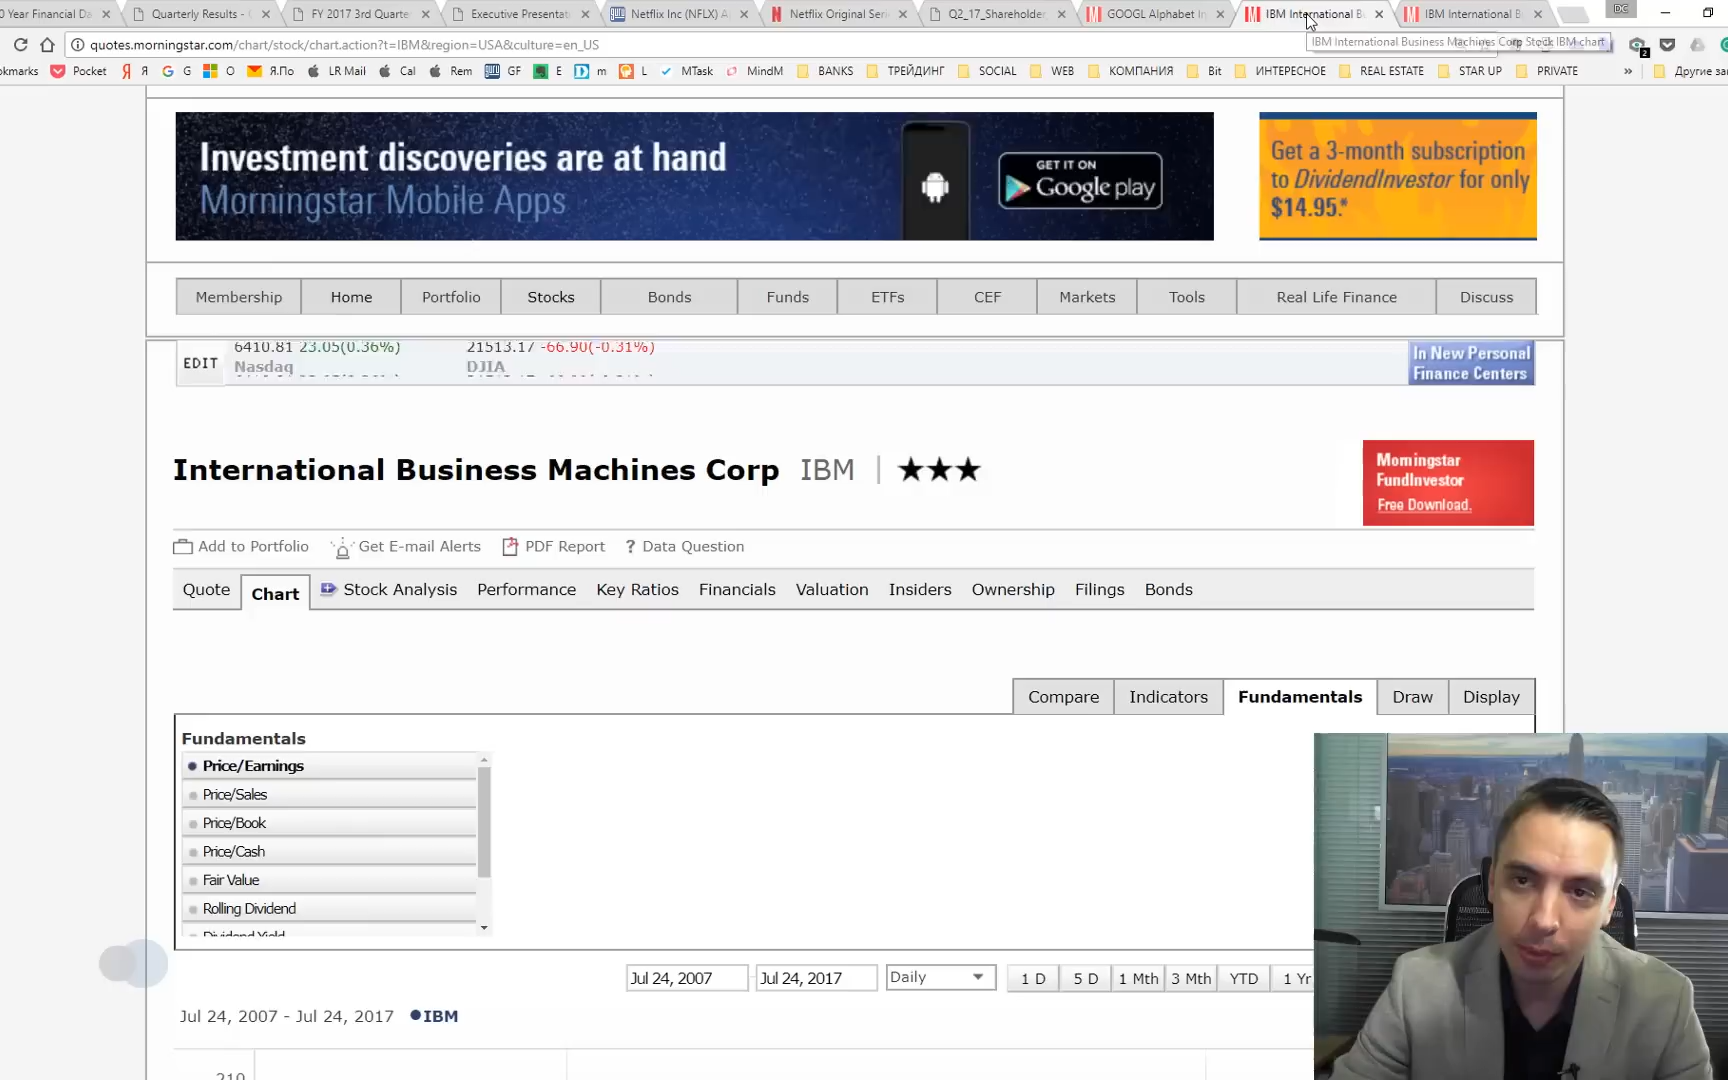 0 Year Financial Da
Quarterly Results -
FY 2017 3rd Quarte
Executive Presentat
Netflix Inc (NFLX) A
Netflix Original Seri
Q2_17_Shareholder
GOOGL Alphabet I
IBM International B
IBM International B
DC
quotes.morningstar.com/chart/stock/chart.action?t=IBM&region=USA&culture=en_US
IBM International Business Machines Corp Stock IBM chart
2
okmarks
Pocket
Я
G
O
Я.По
LR Mail
Cal
Rem
GF
E
m
L
MTask
MindM
BANKS
ТРЕЙДИНГ
SOCIAL
WEB
КОМПАНИЯ
Bit
ИНТЕРЕСНОЕ
REAL ESTATE
STAR UP
PRIVATE
»
Другие за
Investment discoveries are at hand
Morningstar Mobile Apps
GET IT ON
Google play
Get a 3-month subscription
to DividendInvestor for only
$14.95.*
Membership
Home
Portfolio
Stocks
Bonds
Funds
ETFs
CEF
Markets
Tools
Real Life Finance
Discuss
EDIT
6410.81 23.05(0.36%)
21513.17 -66.90(-0.31%)
Nasdaq
DJIA
In New Personal
Finance Centers
International Business Machines Corp IBM | ★★★
Morningstar
FundInvestor
Free Download.
Add to Portfolio
Get E-mail Alerts
PDF Report
? Data Question
Quote
Chart
Stock Analysis
Performance
Key Ratios
Financials
Valuation
Insiders
Ownership
Filings
Bonds
Compare
Indicators
Fundamentals
Draw
Display
Fundamentals
Price/Earnings
Price/Sales
Price/Book
Price/Cash
Fair Value
Rolling Dividend
Dividend Yield
Jul 24, 2007
Jul 24, 2017
Daily
1 D
5 D
1 Mth
3 Mth
YTD
1 Yr
Jul 24, 2007 - Jul 24, 2017
IBM
210